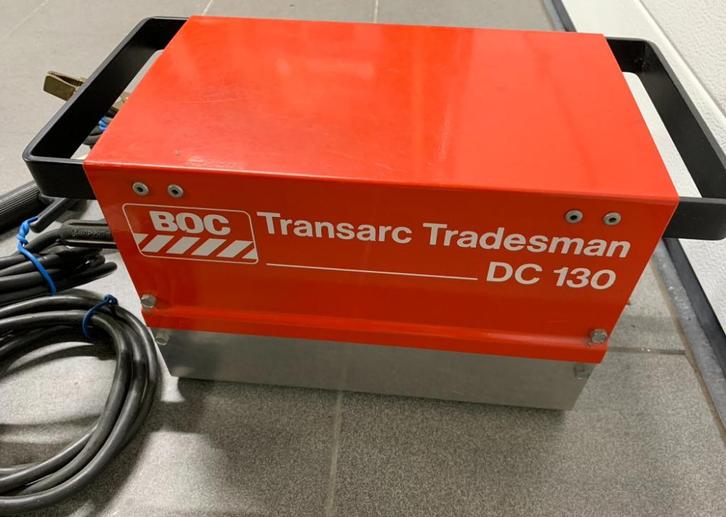 BOC
Transarc Tradesman
DC 130